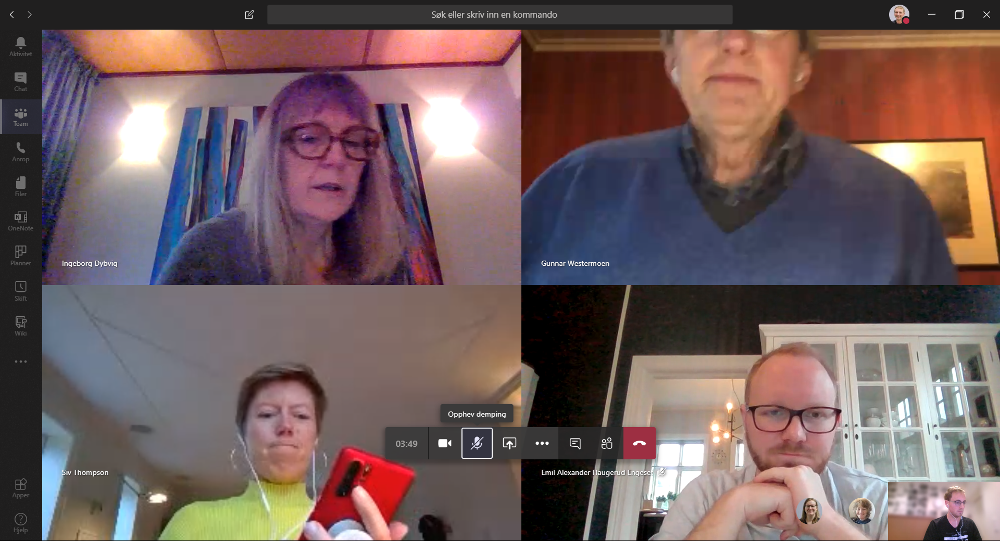 Søk eller skriv inn en kommando
Aktivitet
Chat
Team
Anrop
Filer
OneNote
Planner
Skift
Wiki
Apper
Hjelp
Ingeborg Dybvig
Gunnar Westermoen
Siv Thompson
Emil Alexander Haugerud Engeset
Opphev demping
03:49